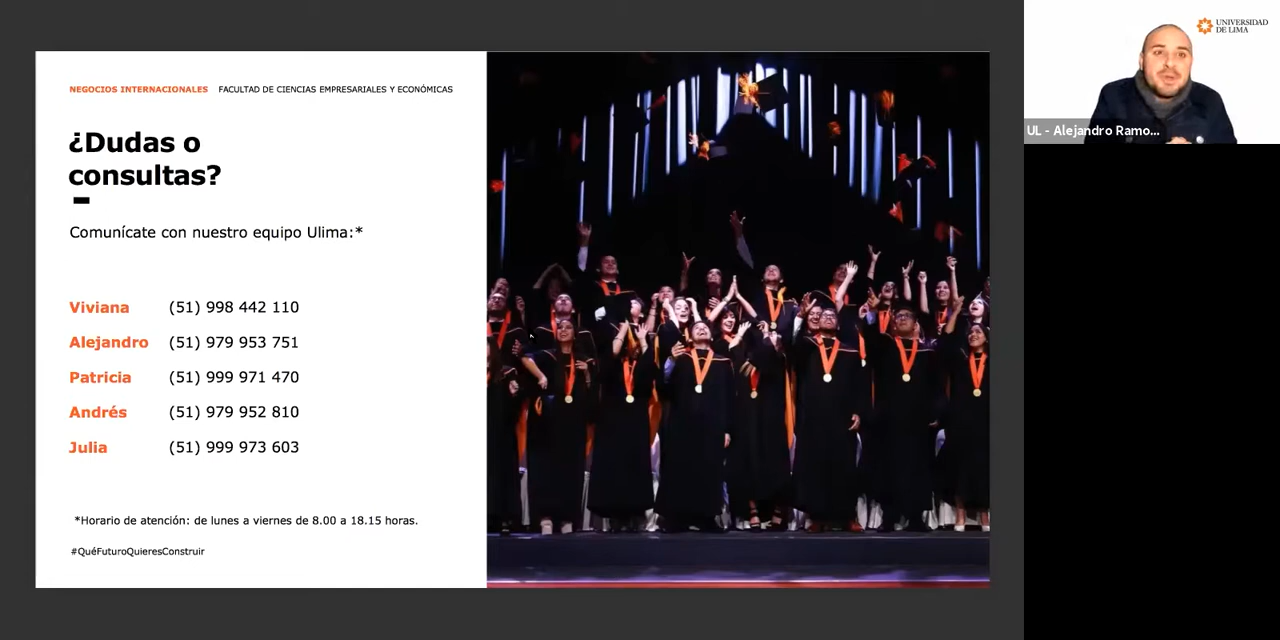 NEGOCIOS INTERNACIONALES FACULTAD DE CIENCIAS EMPRESARIALES Y ECONÓMICAS
¿Dudas o
consultas?
Comunícate con nuestro equipo Ulima:*
Viviana (51) 998 442 110
Alejandro (51) 979 953 751
Patricia (51) 999 971 470
Andrés (51) 979 952 810
Julia (51) 999 973 603
*Horario de atención: de lunes a viernes de 8.00 a 18.15 horas.
#QuéFuturoQuieresConstruir
UNIVERSIDAD
DE LIMA
UL - Alejandro Ramo...